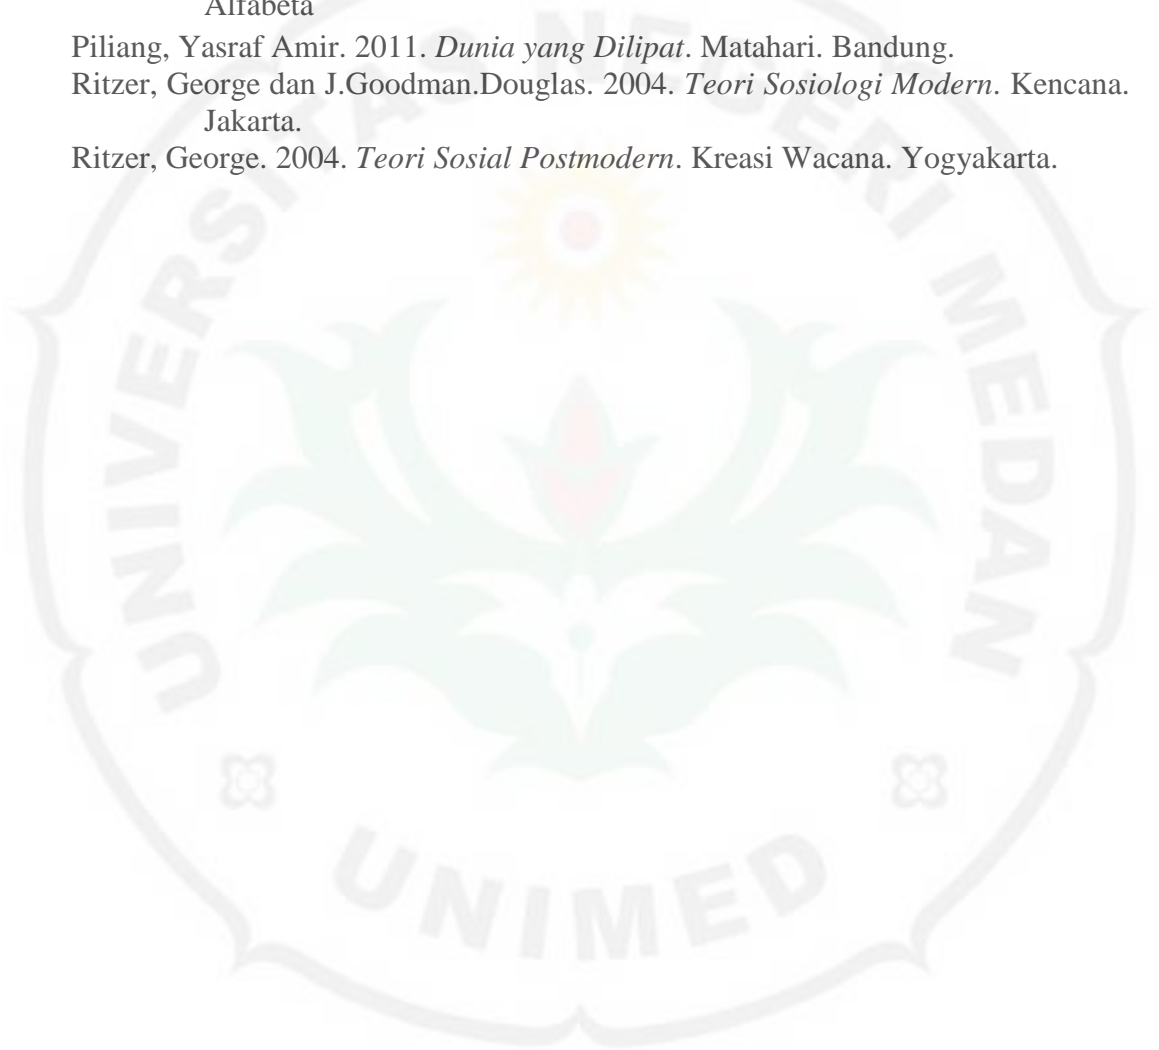 Alfabeta
Piliang, Yasraf Amir. 2011. Dunia yang Dilipat. Matahari. Bandung.
Ritzer, George dan J.Goodman.Douglas. 2004. Teori Sosiologi Modern. Kencana.
Jakarta.
Ritzer, George. 2004. Teori Sosial Postmodern. Kreasi Wacana. Yogyakarta.
UNIVERSITAS NEGERI MEDAN
UNIMED